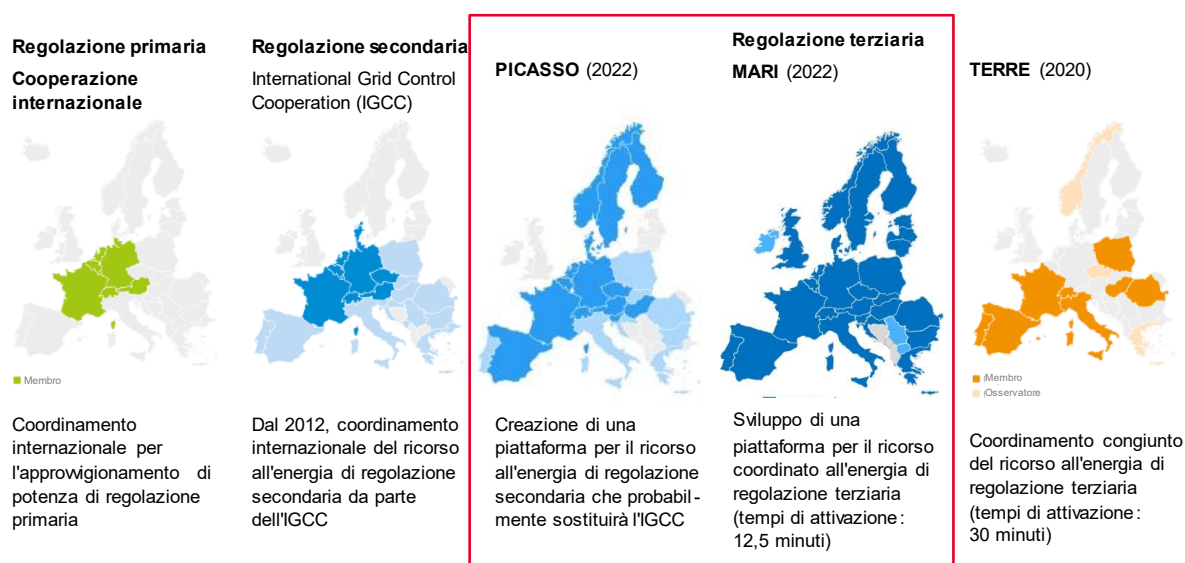 Regolazione primaria
Cooperazione
internazionale
Membro
Coordinamento
internazionale per
l'approvvigionamento di
potenza di regolazione
primaria
Regolazione secondaria
International Grid Control
Cooperation (IGCC)
Dal 2012, coordinamento
internazionale del ricorso
all'energia di regolazione
secondaria da parte
dell'IGCC
PICASSO (2022)
Creazione di una
piattaforma per il ricorso
all'energia di regolazione
secondaria che probabil-
mente sostituirà l'IGCC
Regolazione terziaria
MARI (2022)
Sviluppo di una
piattaforma per il ricorso
coordinato all'energia di
regolazione terziaria
(tempi di attivazione:
12,5 minuti)
TERRE (2020)
Membro
Osservatore
Coordinamento congiunto
del ricorso all'energia di
regolazione terziaria
(tempi di attivazione:
30 minuti)